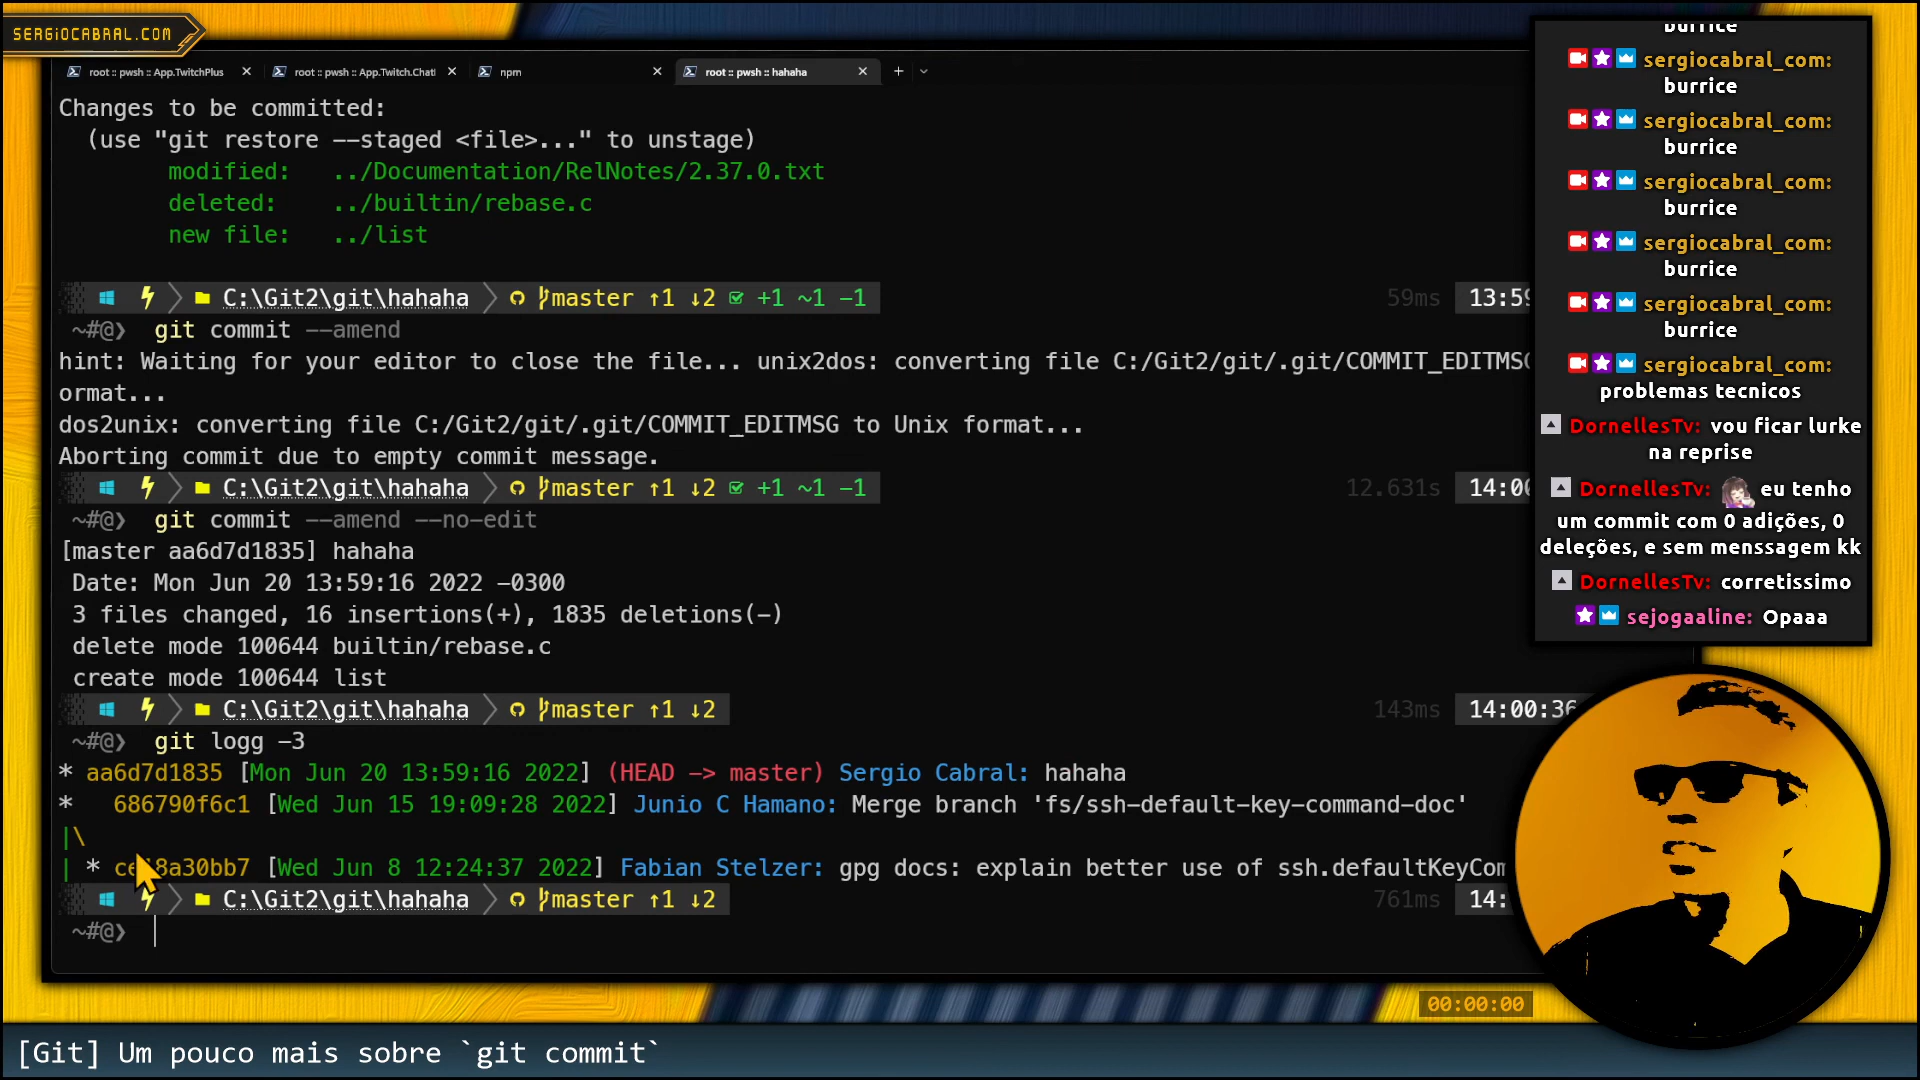 SERGIOCABRAL.COM
root :: pwsh :: App.TwitchPlus
root :: pwsh :: App.Twitch.Chat
npm
root :: pwsh :: hahaha
Changes to be committed:
(use "git restore --staged <file>..." to unstage)
modified: ../Documentation/RelNotes/2.37.0.txt
deleted: ../builtin/rebase.c
new file: ../list
C:\Git2\git\hahaha master ↑1 ↓2 +1 ~1 -1 59ms 13:59
~#@❯ git commit --amend
hint: Waiting for your editor to close the file... unix2dos: converting file C:/Git2/git/.git/COMMIT_EDITMSG
ormat...
dos2unix: converting file C:/Git2/git/.git/COMMIT_EDITMSG to Unix format...
Aborting commit due to empty commit message.
C:\Git2\git\hahaha master ↑1 ↓2 +1 ~1 -1 12.631s 14:00
~#@❯ git commit --amend --no-edit
[master aa6d7d1835] hahaha
Date: Mon Jun 20 13:59:16 2022 -0300
3 files changed, 16 insertions(+), 1835 deletions(-)
delete mode 100644 builtin/rebase.c
create mode 100644 list
C:\Git2\git\hahaha master ↑1 ↓2 143ms 14:00:36
~#@❯ git logg -3
* aa6d7d1835 [Mon Jun 20 13:59:16 2022] (HEAD -> master) Sergio Cabral: hahaha
* 686790f6c1 [Wed Jun 15 19:09:28 2022] Junio C Hamano: Merge branch 'fs/ssh-default-key-command-doc'
|\
| * [Wed Jun 8 12:24:37 2022] Fabian Stelzer: gpg docs: explain better use of ssh.defaultKeyCom
C:\Git2\git\hahaha master ↑1 ↓2 761ms 14:
~#@❯
burrice
sergiocabral_com:
burrice
sergiocabral_com:
burrice
sergiocabral_com:
burrice
sergiocabral_com:
burrice
sergiocabral_com:
burrice
sergiocabral_com:
problemas tecnicos
DornellesTv: vou ficar lurke
na reprise
DornellesTv: eu tenho
um commit com 0 adições, 0
deleções, e sem menssagem kk
DornellesTv: corretissimo
sejogaaline: Opaaa
00:00:00
[Git] Um pouco mais sobre `git commit`